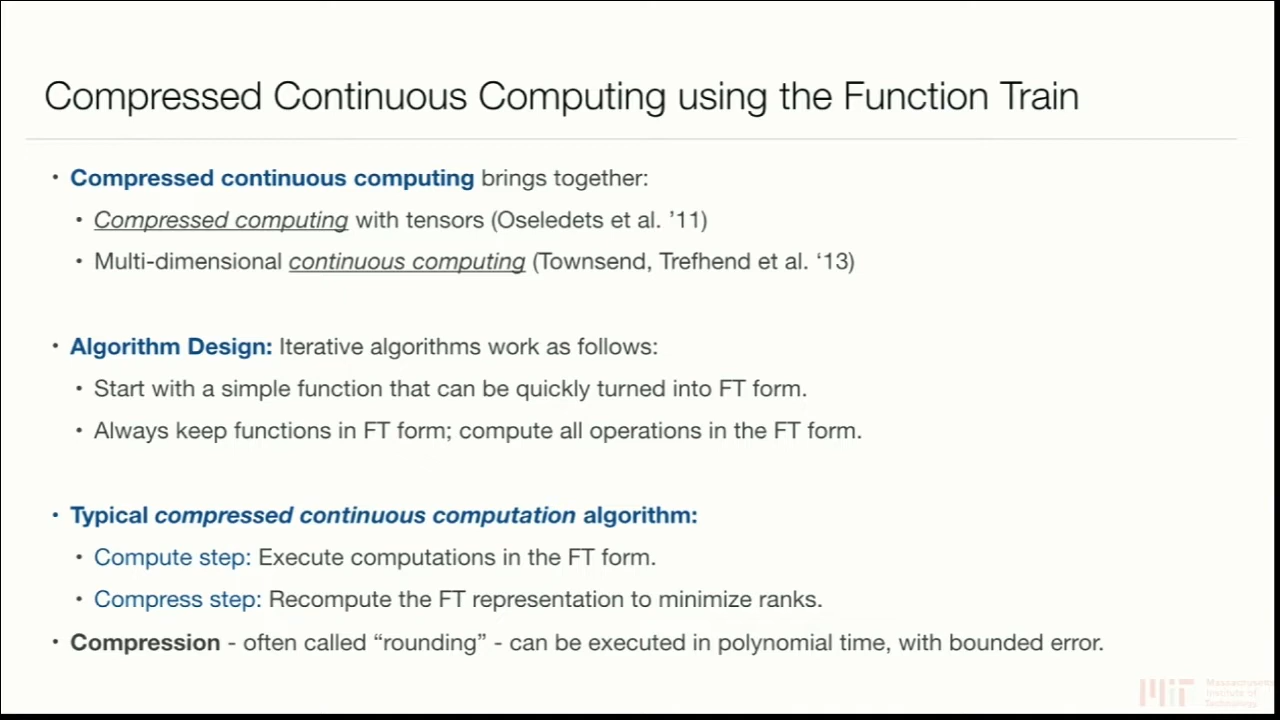 Compressed Continuous Computing using the Function Train
• Compressed continuous computing brings together:
• Compressed computing with tensors (Oseledets et al. ’11)
• Multi-dimensional continuous computing (Townsend, Trefhend et al. ‘13)
• Algorithm Design: Iterative algorithms work as follows:
• Start with a simple function that can be quickly turned into FT form.
• Always keep functions in FT form; compute all operations in the FT form.
• Typical compressed continuous computation algorithm:
• Compute step: Execute computations in the FT form.
• Compress step: Recompute the FT representation to minimize ranks.
• Compression - often called “rounding” - can be executed in polynomial time, with bounded error.
MIT
Massachusetts
Institute of
Technology